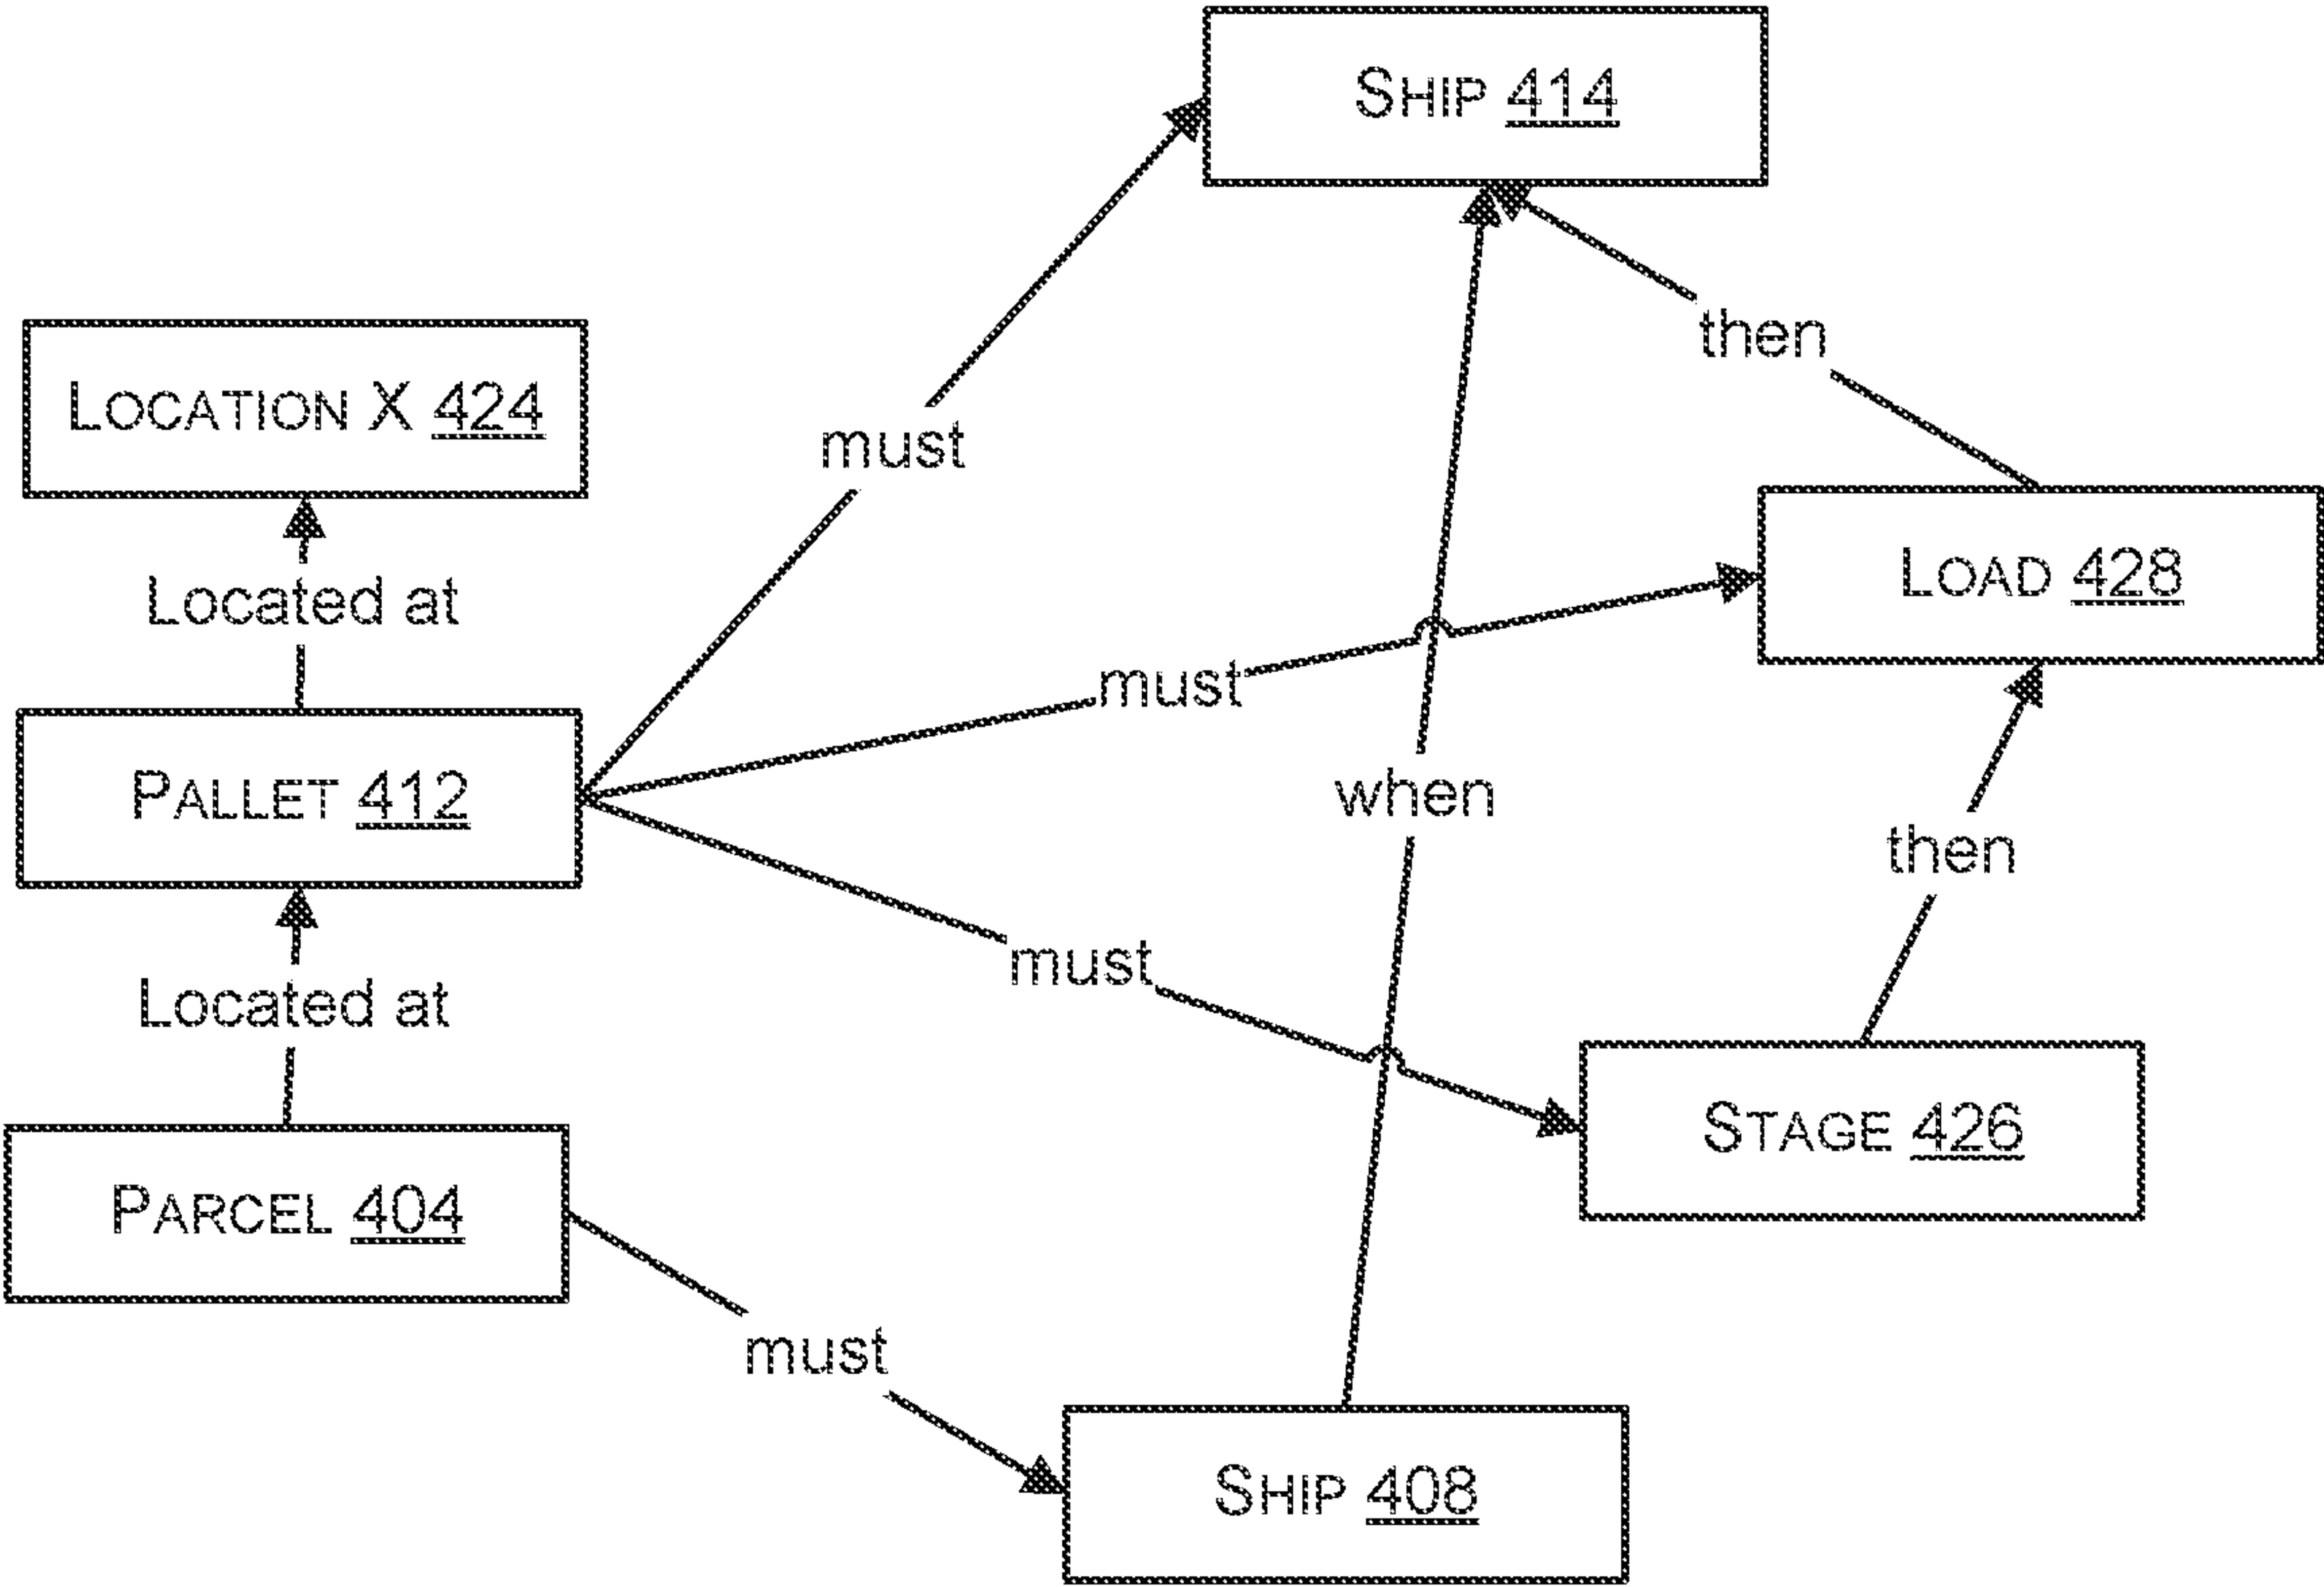 SHIP 414
then
LOCATION X 424
must
LOAD 428
Located at
must
PALLET 412
when
then
must
Located at
STAGE 426
PARCEL 404
must
SHIP 408